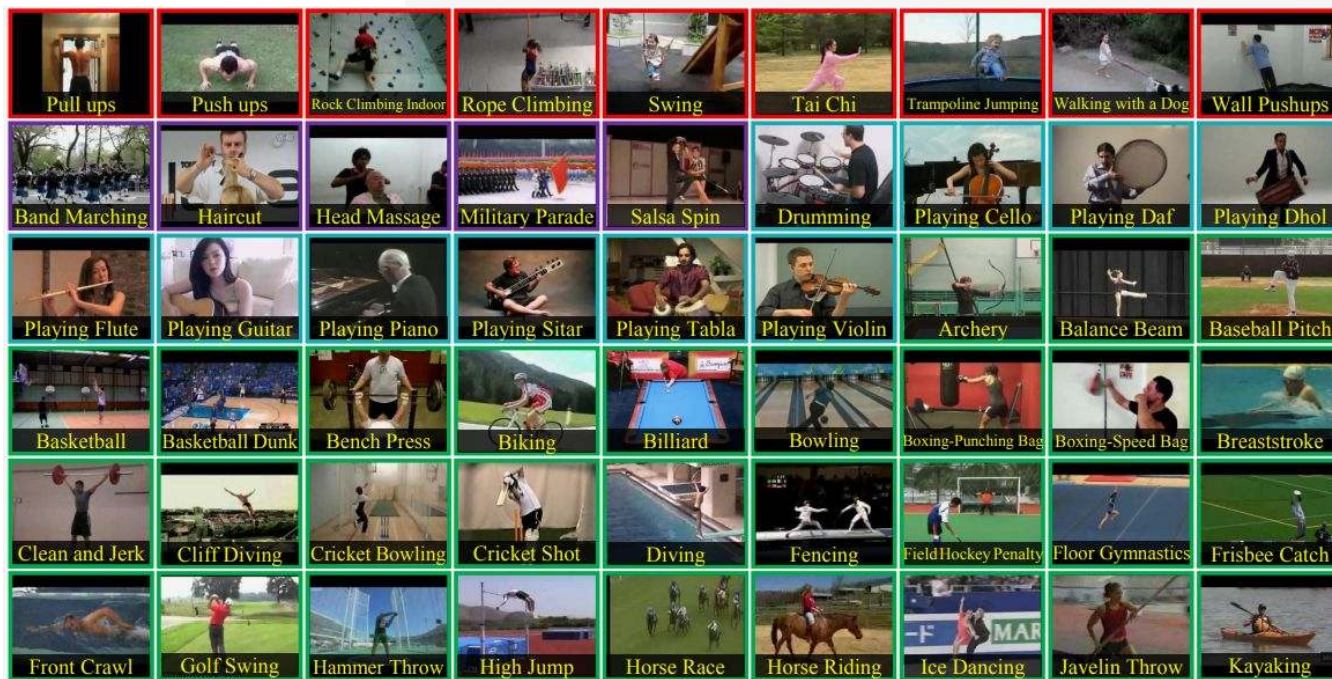 Pull ups
Push ups
Rock Climbing Indoor
Rope Climbing
Swing
Tai Chi
Trampoline Jumping
Walking with a Dog
Wall Pushups
Band Marching
Haircut
Head Massage
Military Parade
Salsa Spin
Drumming
Playing Cello
Playing Daf
Playing Dhol
Playing Flute
Playing Guitar
Playing Piano
Playing Sitar
Playing Tabla
Playing Violin
Archery
Balance Beam
Baseball Pitch
Basketball
Basketball Dunk
Bench Press
Biking
Billiard
Bowling
Boxing-Punching Bag
Boxing-Speed Bag
Breaststroke
Clean and Jerk
Cliff Diving
Cricket Bowling
Cricket Shot
Diving
Fencing
Field Hockey Penalty
Floor Gymnastics
Frisbee Catch
Front Crawl
Golf Swing
Hammer Throw
High Jump
Horse Race
Horse Riding
ード MAR
Ice Dancing
Javelin Throw
Kayaking